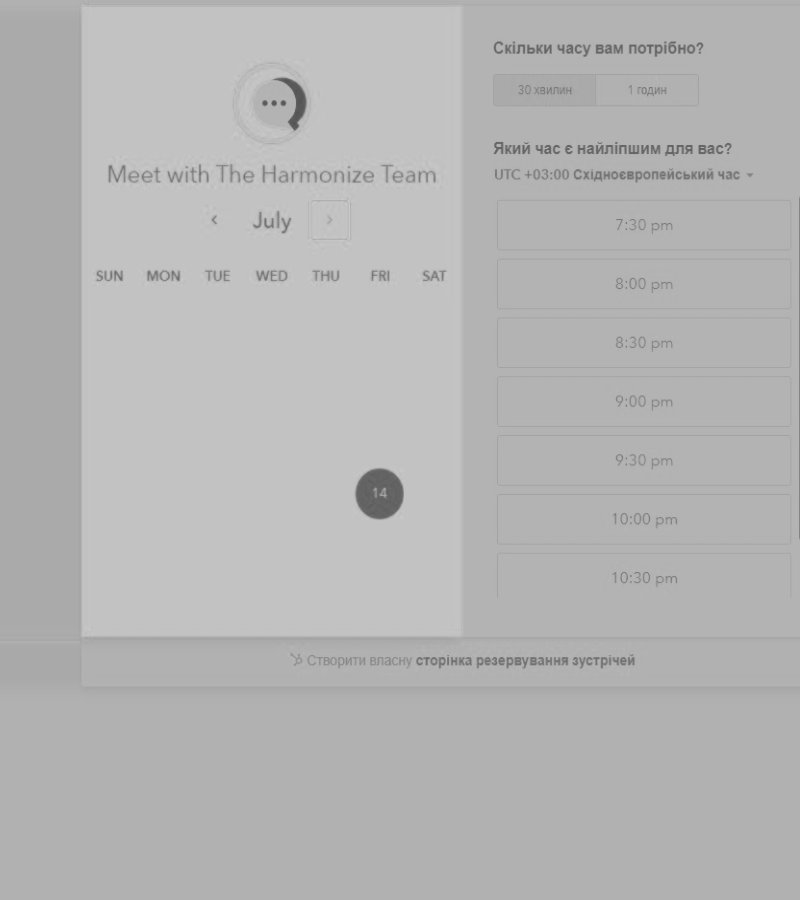 Meet with The Harmonize Team
July
SUN MON TUE WED THU FRI SAT
14
Скільки часу вам потрібно?
30 хвилин 1 годин
Який час є найліпшим для вас?
UTC +03:00 Східноєвропейський час
7:30 pm
8:00 pm
8:30 pm
9:00 pm
9:30 pm
10:00 pm
10:30 pm
Створити власну сторінка резервування зустрічей